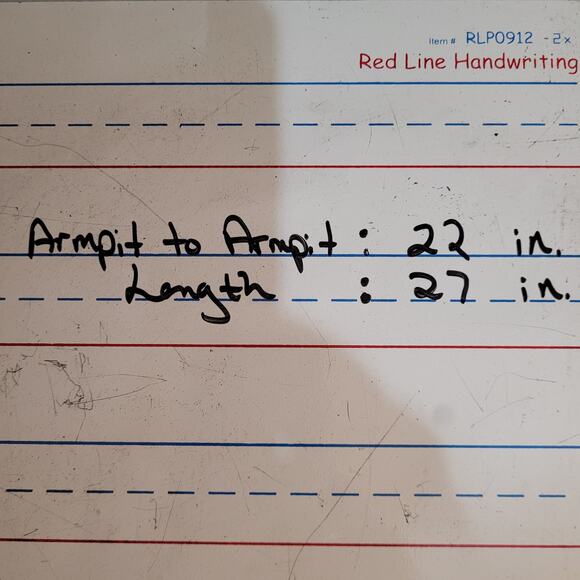 Item # RLP0912 -2x
Red Line Handwriting
Armpit to Armpit : 22 in.
Length : 27 in.